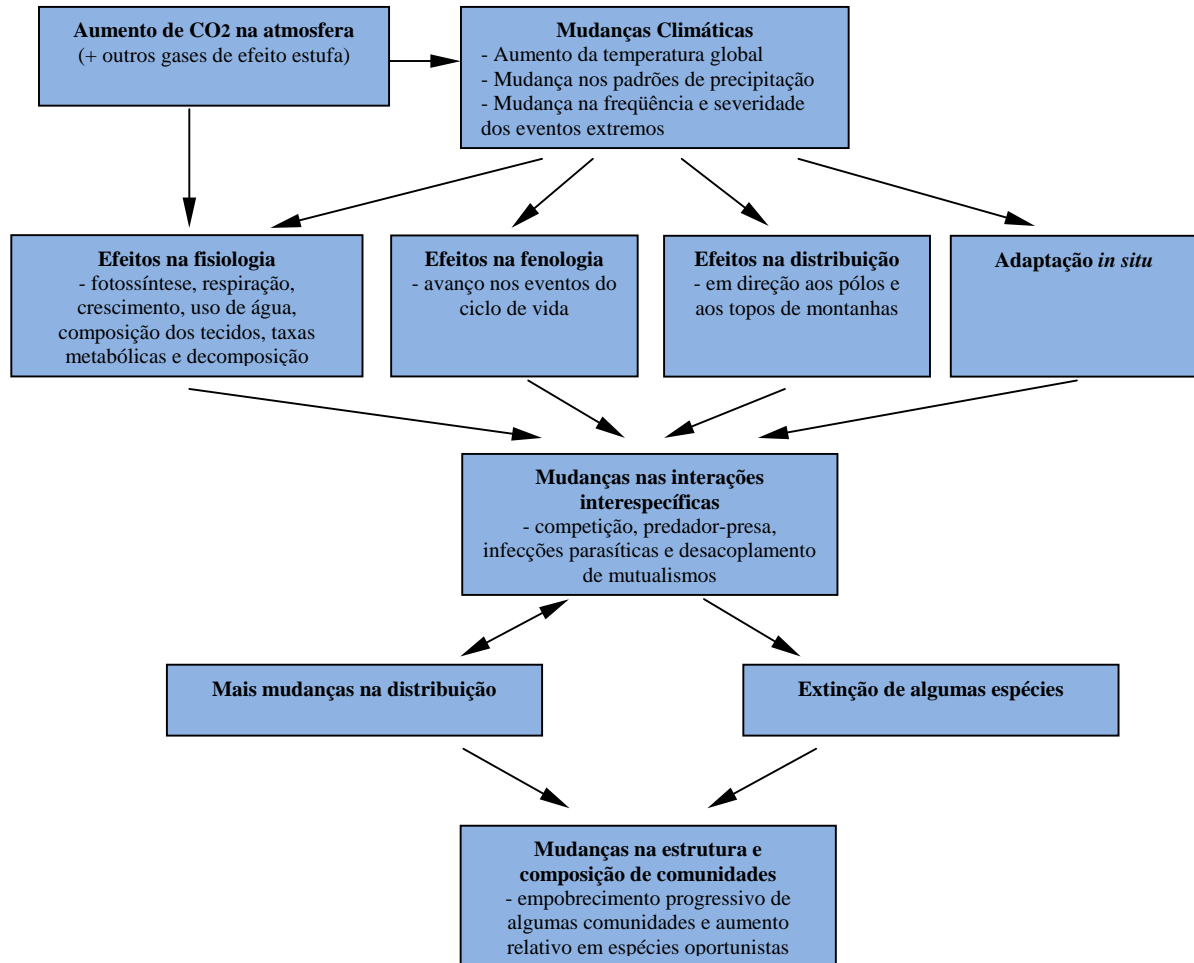 Aumento de CO2 na atmosfera
(+ outros gases de efeito estufa)
Mudanças Climáticas
- Aumento da temperatura global
- Mudança nos padrões de precipitação
- Mudança na freqüência e severidade
dos eventos extremos
Efeitos na fisiologia
- fotossíntese, respiração,
crescimento, uso de água,
composição dos tecidos, taxas
metabólicas e decomposição
Efeitos na fenologia
- avanço nos eventos do
ciclo de vida
Efeitos na distribuição
- em direção aos pólos e
aos topos de montanhas
Adaptação in situ
Mudanças nas interações
interespecíficas
- competição, predador-presa,
infecções parasíticas e desacoplamento
de mutualismos
Mais mudanças na distribuição
Extinção de algumas espécies
Mudanças na estrutura e
composição de comunidades
- empobrecimento progressivo de
algumas comunidades e aumento
relativo em espécies oportunistas